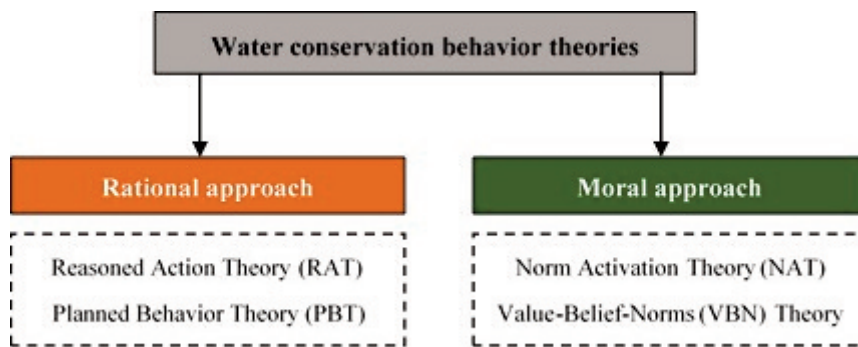 Water conservation behavior theories
Rational approach
Moral approach
Reasoned Action Theory (RAT)
Planned Behavior Theory (PBT)
Norm Activation Theory (NAT)
Value-Belief-Norms (VBN) Theory